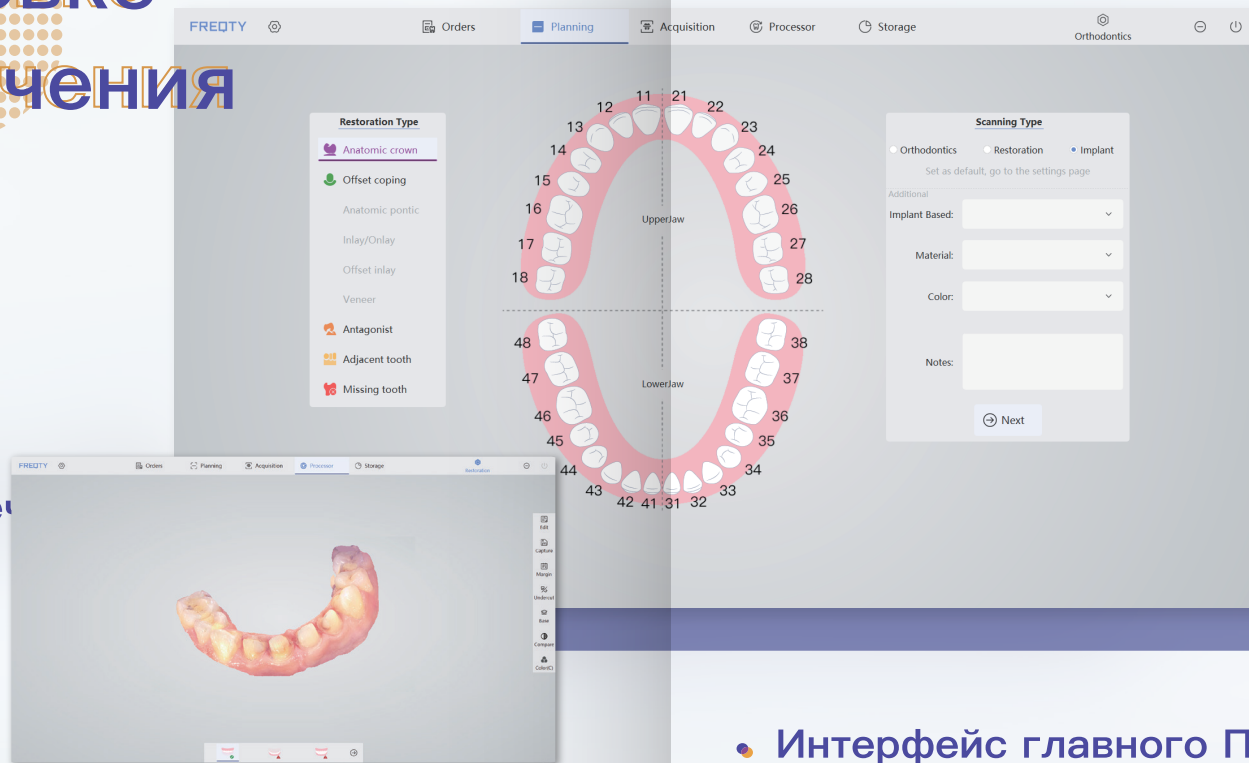 чения
FREQTY
Orders
Planning
Acquisition
Processor
Storage
Orthodontics
Restoration Type
Anatomic crown
Offset coping
Anatomic pontic
Inlay/Onlay
Offset inlay
Veneer
Antagonist
Adjacent tooth
Missing tooth
11 21
12 22
13 23
14 24
15 25
16 26
UpperJaw
17 27
18 28
48 38
47 37
LowerJaw
46 36
45 35
44 34
43 33
42 41 31 32
Scanning Type
Orthodontics Restoration Implant
Set as default, go to the settings page
Additional
Implant Based:
Material:
Color:
Notes:
Next
FREQTY
Orders
Planning
Acquisition
Processor
Storage
Restoration
Edit
Capture
Margin
Undercut
Base
Compare
Color(C)
• Интерфейс главного П